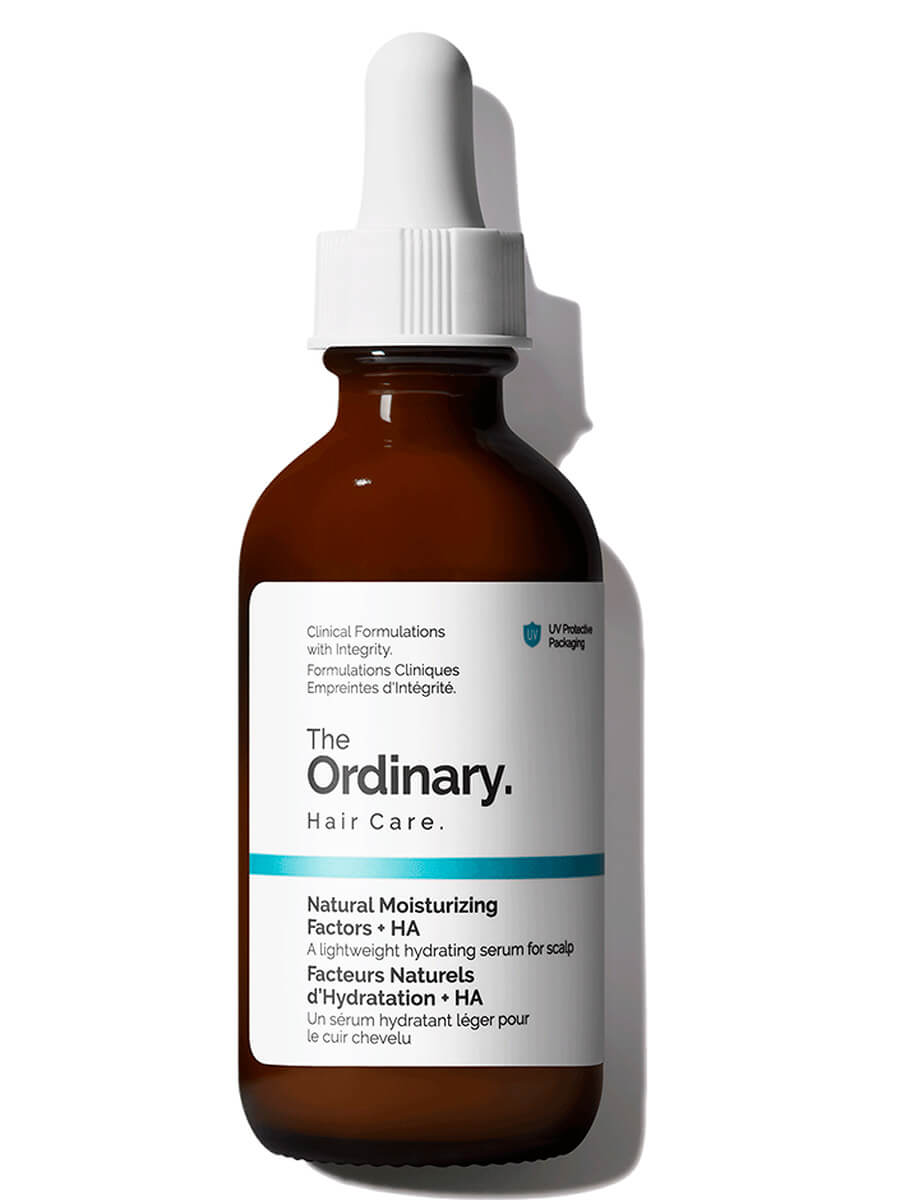 Clinical Formulations
with Integrity.
Formulations Cliniques
Empreintes d'Intégrité.
UV
UV Protective
Packaging
The
Ordinary.
Hair Care.
Natural Moisturizing
Factors + HA
A lightweight hydrating serum for scalp
Facteurs Naturels
d'Hydratation + HA
Un sérum hydratant léger pour
le cuir chevelu